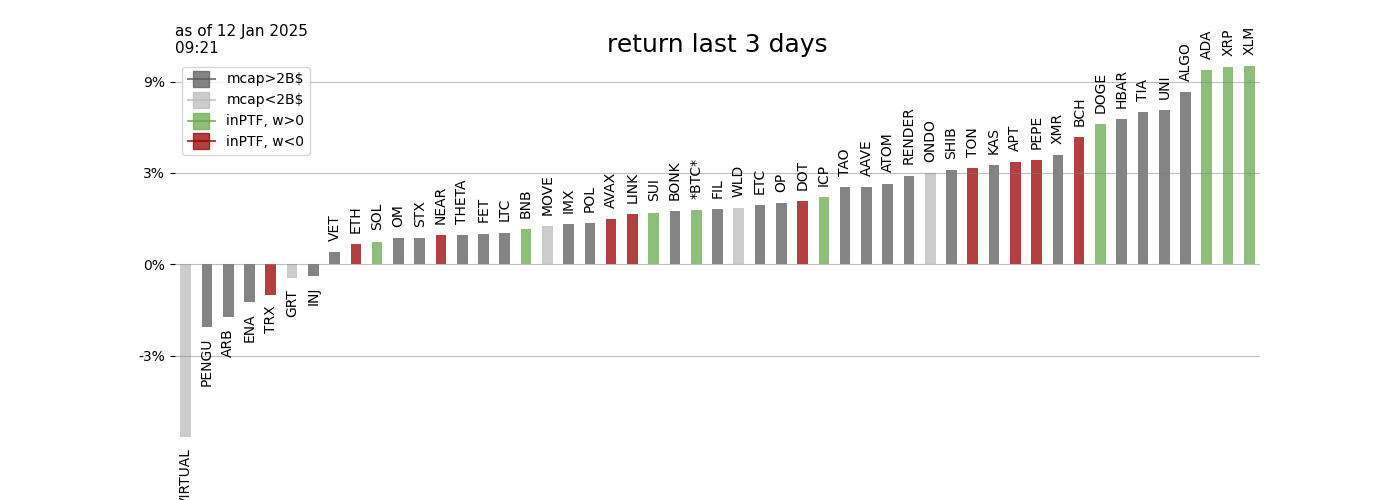 as of 12 Jan 2025
09:21
return last 3 days
mcap>2B$
mcap<2B$
inPTF, w>0
inPTF, w<0
9%
3%
0%
-3%
VIRTUAL
PENGU
ARB
ENA
TRX
GRT
INJ
VET
ETH
SOL
OM
STX
NEAR
THETA
FET
LTC
BNB
MOVE
IMX
POL
AVAX
LINK
SUI
BONK
*BTC*
FIL
WLD
ETC
OP
DOT
ICP
TAO
AAVE
ATOM
RENDER
ONDO
SHIB
TON
KAS
APT
PEPE
XMR
BCH
DOGE
HBAR
TIA
UNI
ALGO
ADA
XRP
XLM